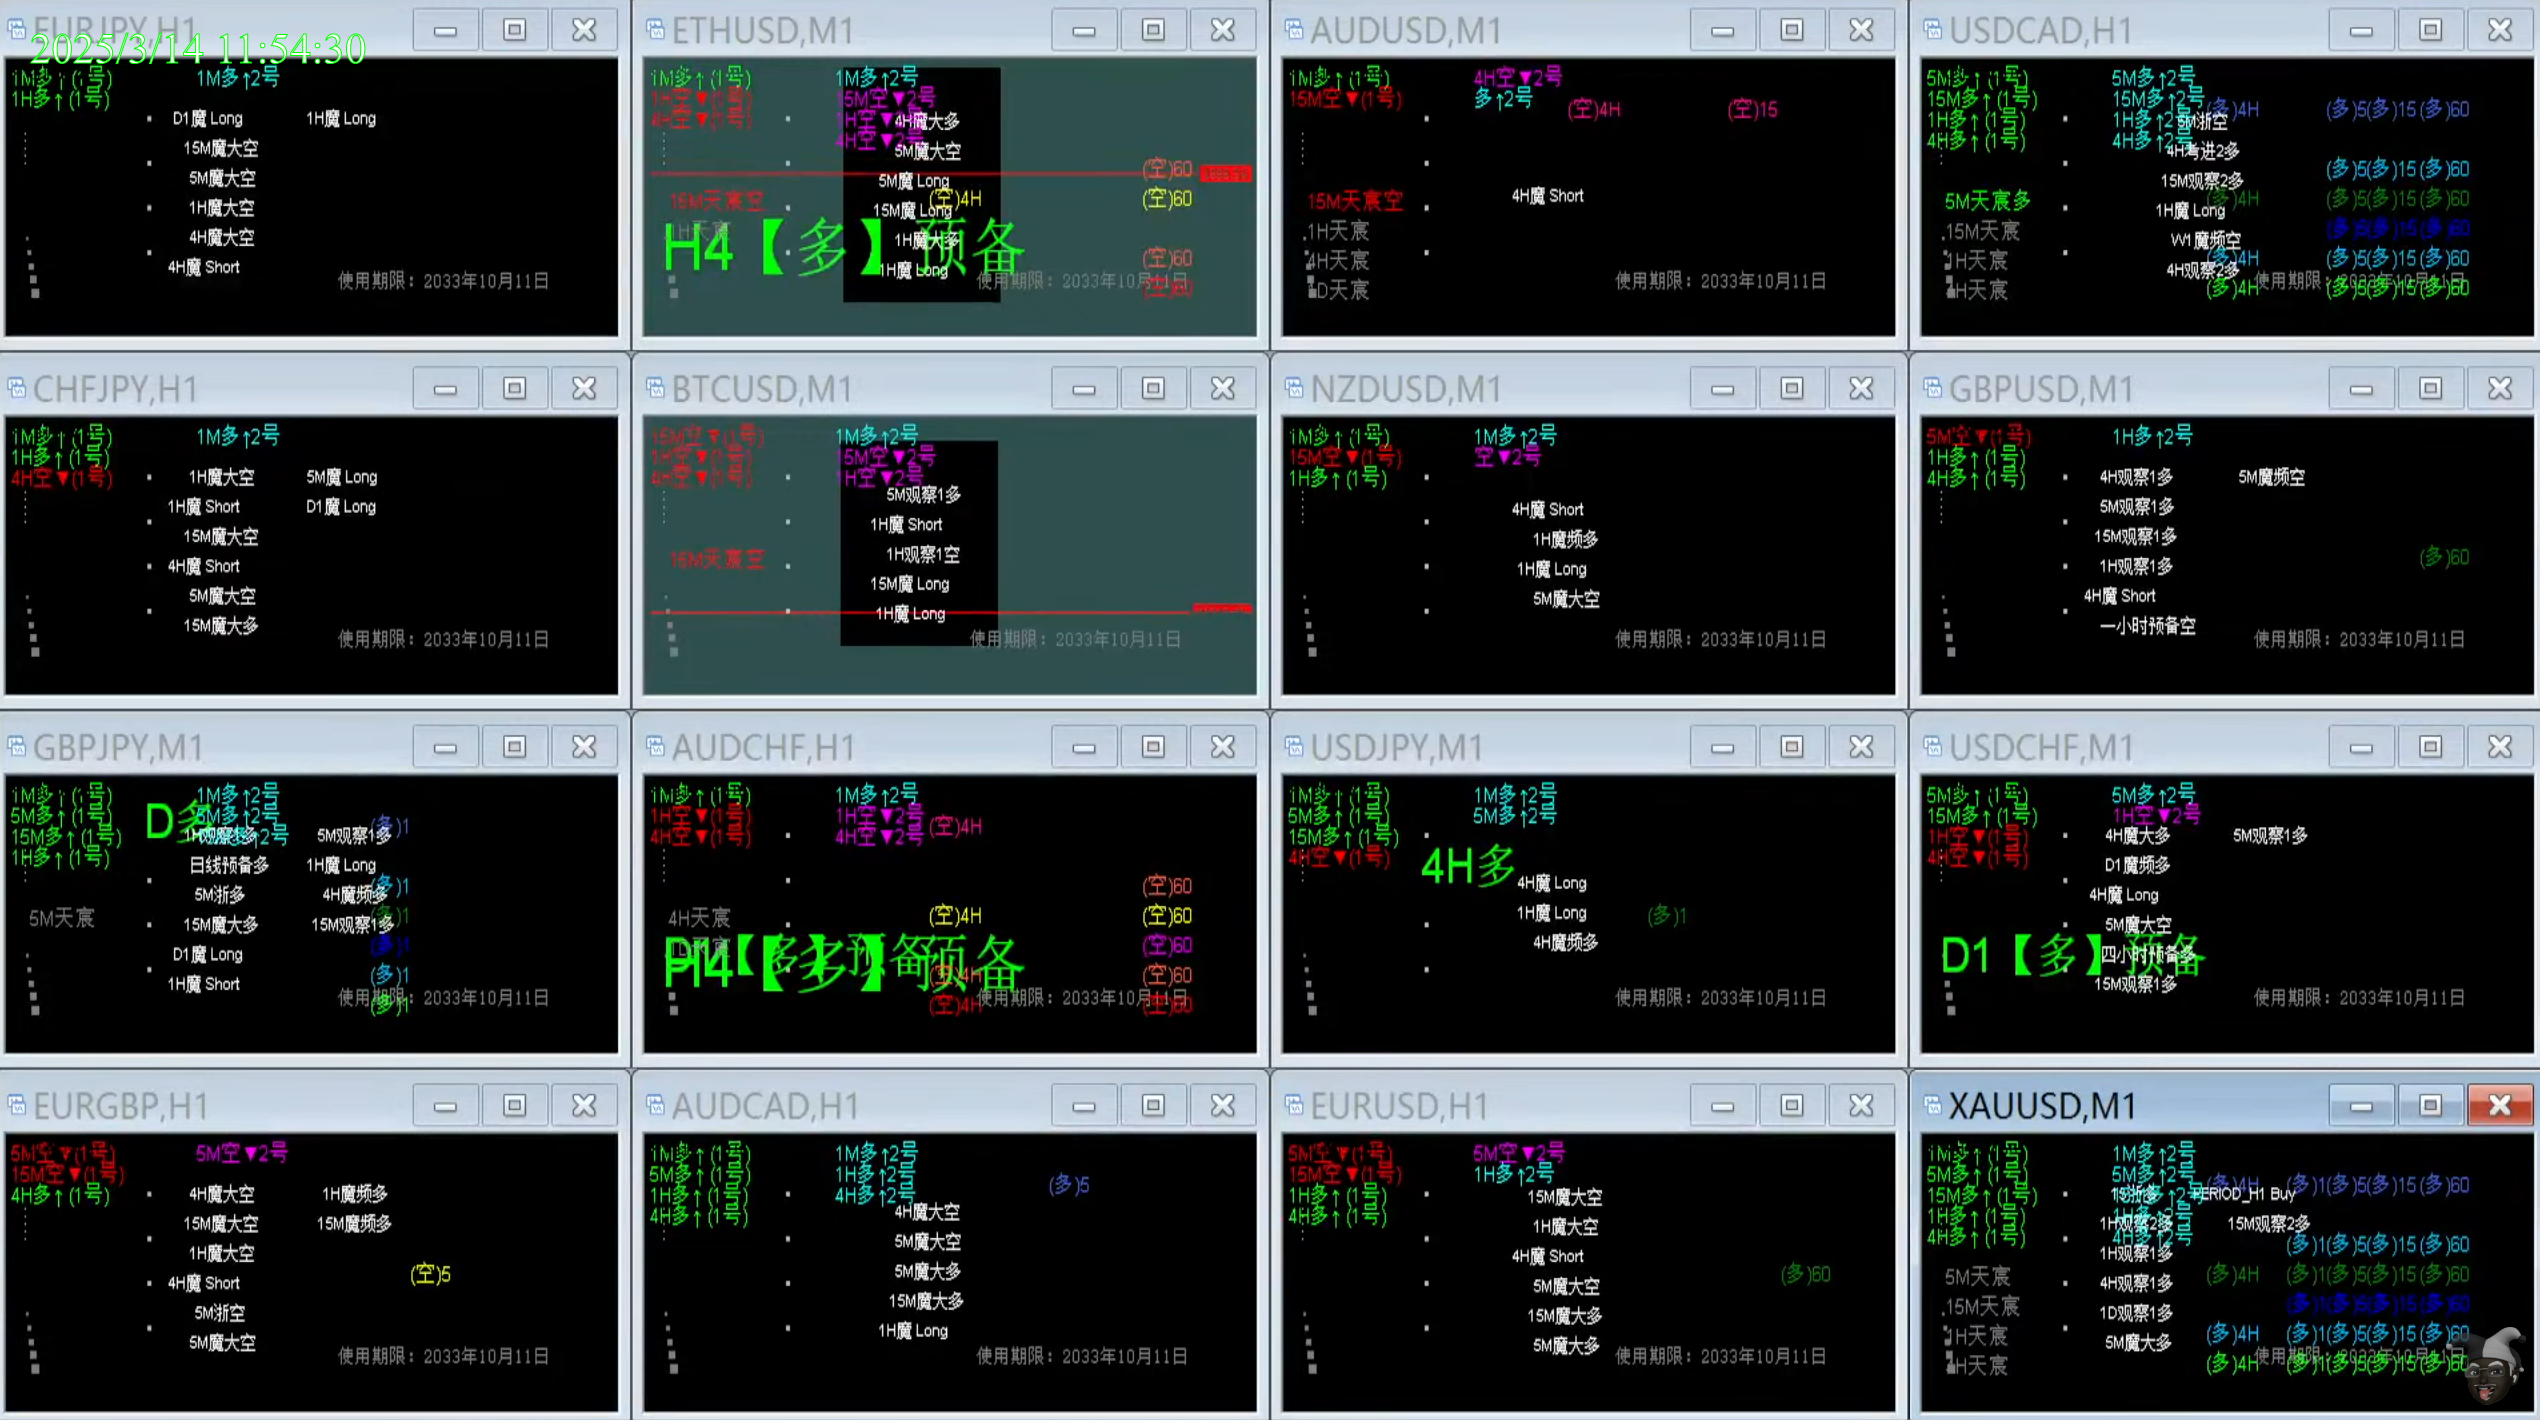 EURJPY,H1
2025/3/14 11:54:30
1M多↑(1号)
1M多↑2号
1H多↑(1号)
D1魔 Long
1H魔 Long
15M魔大空
5M魔大空
1H魔大空
4H魔大空
4H魔 Short
使用期限：2033年10月11日
ETHUSD,M1
1M多↑(1号)
1M多↑2号
1H空▼(1号)
15M空▼2号
4H空▼(1号)
1H空▼2号
4H魔大多
4H空▼2号
5M魔大空
(空)60
5M魔 Long
15M天宸空
(空)4H
(空)60
15M魔 Long
1H天宸
1H魔大多
H4【多】预备
(空)60
1H魔 Long
使用期限：2033年10月11日
(空)60
AUDUSD,M1
1M多↑(1号)
4H空▼2号
15M空▼(1号)
多↑2号
(空)4H
(空)15
15M天宸空
4H魔 Short
1H天宸
4H天宸
D天宸
使用期限：2033年10月11日
USDCAD,H1
5M多↑(1号)
5M多↑2号
15M多↑(1号)
15M多↑2号
(多)4H
(多)5(多)15(多)60
1H多↑(1号)
1H多↑2号
5M浙空
4H多↑(1号)
4H多↑2号
4H考进2多
(多)5(多)15(多)60
15M观察2多
5M天宸多
(多)4H
(多)5(多)15(多)60
1H魔 Long
15M天宸
(多)5(多)15(多)60
W1魔频空
1H天宸
(多)4H
(多)5(多)15(多)60
4H观察2多
4H天宸
(多)4H
(多)5(多)15(多)60
使用期限：2033年10月11日
CHFJPY,H1
1M多↑(1号)
1M多↑2号
1H多↑(1号)
4H空▼(1号)
1H魔大空
5M魔 Long
1H魔 Short
D1魔 Long
15M魔大空
4H魔 Short
5M魔大空
15M魔大多
使用期限：2033年10月11日
BTCUSD,M1
15M空▼(1号)
1M多↑2号
1H空▼(1号)
15M空▼2号
4H空▼(1号)
1H空▼2号
5M观察1多
1H魔 Short
15M天宸空
1H观察1空
15M魔 Long
1H魔 Long
使用期限：2033年10月11日
NZDUSD,M1
1M多↑(1号)
1M多↑2号
15M空▼(1号)
空▼2号
1H多↑(1号)
4H魔 Short
1H魔频多
1H魔 Long
5M魔大空
使用期限：2033年10月11日
GBPUSD,M1
5M空▼(1号)
1H多↑2号
1H多↑(1号)
4H多↑(1号)
4H观察1多
5M魔频空
5M观察1多
15M观察1多
(多)60
1H观察1多
4H魔 Short
一小时预备空
使用期限：2033年10月11日
GBPJPY,M1
1M多↑(1号)
1M多↑2号
5M多↑(1号)
D多
5M多↑2号
(多)1
15M多↑(1号)
1H观察1多
5M观察1多
1H多↑(1号)
日线预备多
1H魔 Long
5M浙多
4H魔频多
(多)1
5M天宸
15M魔大多
15M观察1多
(多)1
(多)1
D1魔 Long
(多)1
1H魔 Short
使用期限：2033年10月11日
(多)1
AUDCHF,H1
1M多↑(1号)
1M多↑2号
1H空▼(1号)
1H空▼2号
(空)4H
4H空▼(1号)
4H空▼2号
(空)60
4H天宸
(空)4H
(空)60
(空)60
H4【多】预备
(空)4H
(空)60
(空)4H
(空)60
使用期限：2033年10月11日
USDJPY,M1
1M多↑(1号)
1M多↑2号
5M多↑(1号)
5M多↑2号
15M多↑(1号)
4H空▼(1号)
4H多
4H魔 Long
1H魔 Long
(多)1
4H魔频多
使用期限：2033年10月11日
USDCHF,M1
5M多↑(1号)
5M多↑2号
15M多↑(1号)
1H空▼2号
1H空▼(1号)
4H魔大多
5M观察1多
4H空▼(1号)
D1魔频多
4H魔 Long
5M魔大空
D1【多】预备
四小时预备多
15M观察1多
使用期限：2033年10月11日
EURGBP,H1
5M空▼(1号)
5M空▼2号
15M空▼(1号)
4H多↑(1号)
4H魔大空
1H魔频多
15M魔大空
15M魔频多
1H魔大空
(空)5
4H魔 Short
5M浙空
5M魔大空
使用期限：2033年10月11日
AUDCAD,H1
1M多↑(1号)
1M多↑2号
5M多↑(1号)
1H多↑2号
(多)5
1H多↑(1号)
4H多↑2号
4H多↑(1号)
4H魔大空
5M魔大空
5M魔大多
15M魔大多
1H魔 Long
使用期限：2033年10月11日
EURUSD,H1
5M空▼(1号)
5M空▼2号
15M空▼(1号)
1H多↑2号
1H多↑(1号)
15M魔大空
4H多↑(1号)
1H魔大空
4H魔 Short
(多)60
5M魔大空
15M魔大多
5M魔大多
使用期限：2033年10月11日
XAUUSD,M1
1M多↑(1号)
1M多↑2号
5M多↑(1号)
5M多↑2号
(多)4H
(多)1(多)5(多)15(多)60
15M多↑(1号)
PERIOD_H1 Buy
1H多↑(1号)
1H观察2多
15M观察2多
4H多↑(1号)
4H多↑2号
(多)1(多)5(多)15(多)60
1H观察1多
5M天宸
4H观察1多
(多)4H
(多)1(多)5(多)15(多)60
15M天宸
1D观察1多
(多)1(多)5(多)15(多)60
1H天宸
5M魔大多
(多)4H
(多)1(多)5(多)15(多)60
4H天宸
(多)4H
(多)1(多)5(多)15(多)60